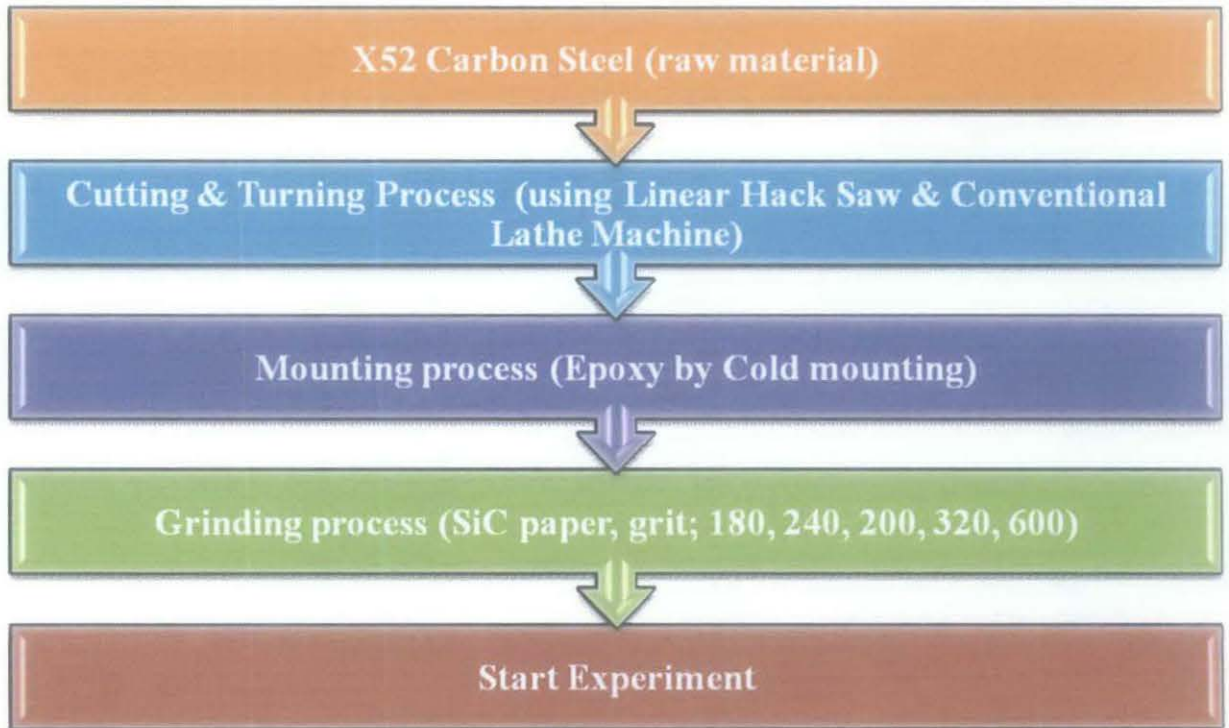 X52 Carbon Steel (raw material)
Cutting & Turning Process (using Linear Hack Saw & Conventional
Lathe Machine)
Mounting process (Epoxy by Cold mounting)
Grinding process (SiC paper, grit; 180, 240, 200, 320, 600)
Start Experiment